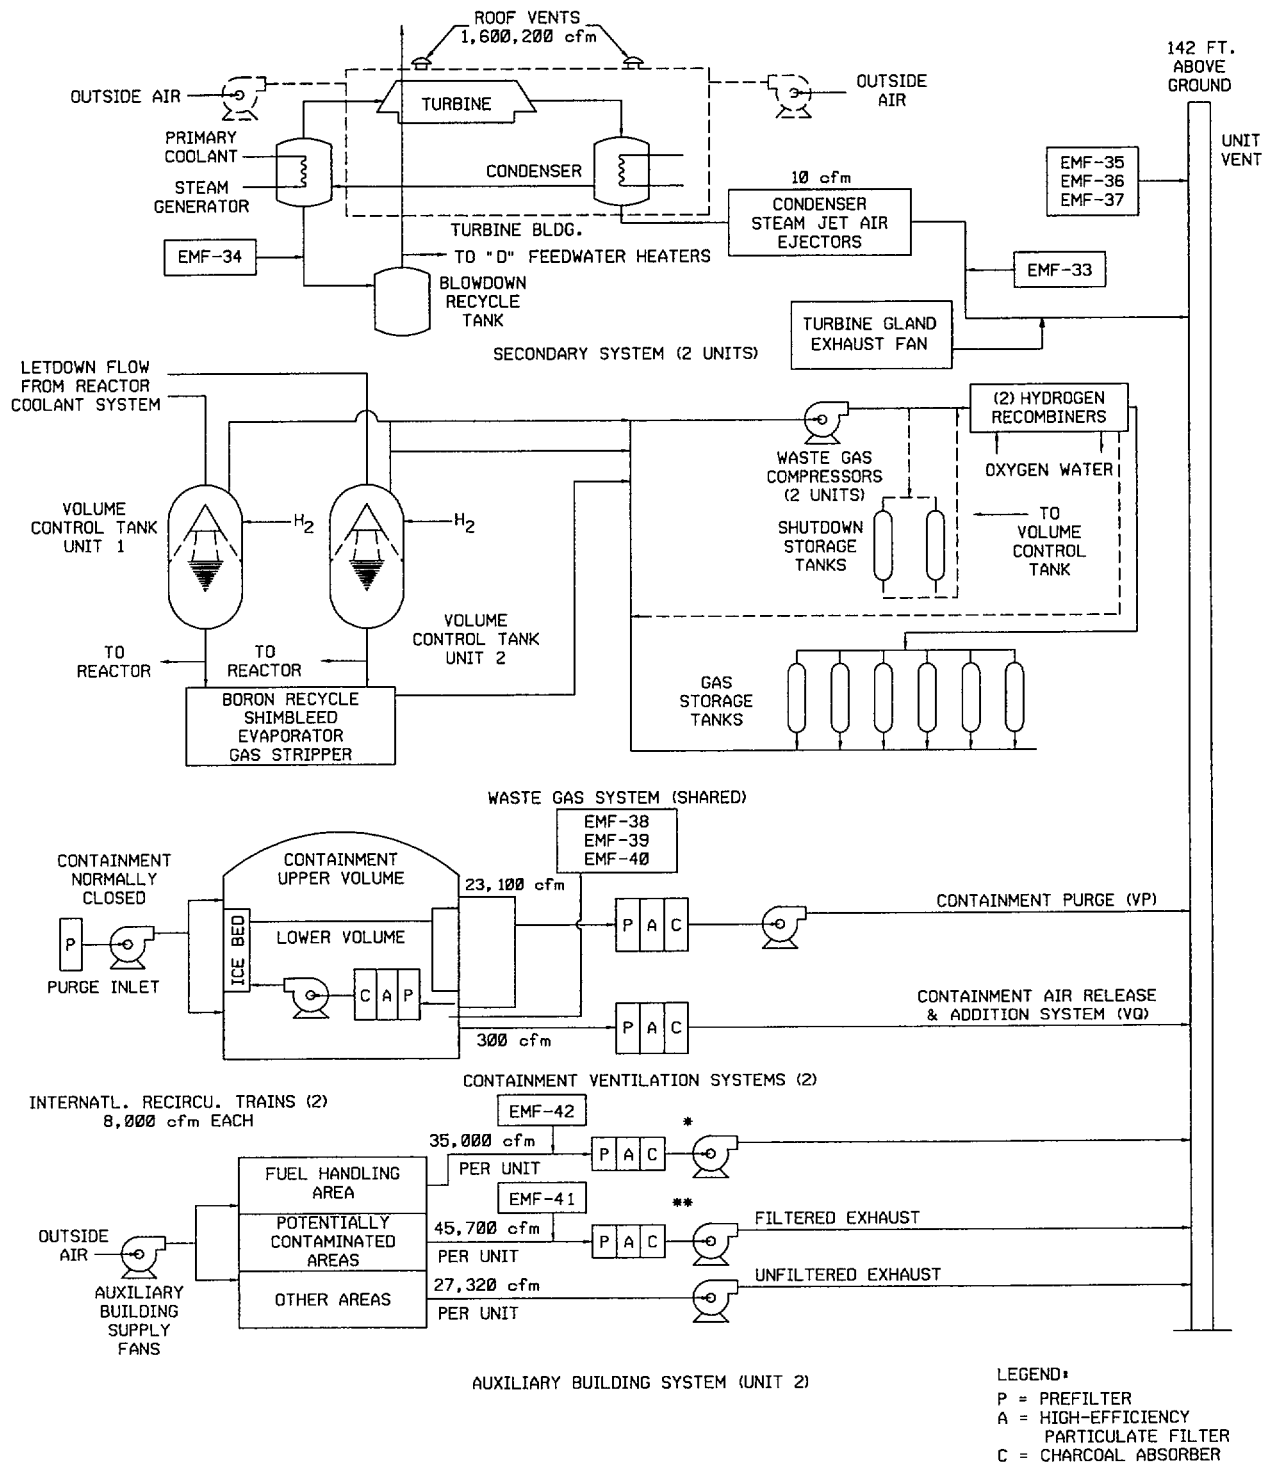 ROOF VENTS
1,600,200 cfm
142 FT.
ABOVE
GROUND
OUTSIDE AIR
TURBINE
OUTSIDE
AIR
UNIT
VENT
PRIMARY
COOLANT
STEAM
GENERATOR
CONDENSER
10 cfm
CONDENSER
STEAM JET AIR
EJECTORS
EMF-35
EMF-36
EMF-37
TURBINE BLDG.
EMF-34
TO "D" FEEDWATER HEATERS
BLOWDOWN
RECYCLE
TANK
EMF-33
TURBINE GLAND
EXHAUST FAN
SECONDARY SYSTEM (2 UNITS)
LETDOWN FLOW
FROM REACTOR
COOLANT SYSTEM
(2) HYDROGEN
RECOMBINERS
OXYGEN WATER
WASTE GAS
COMPRESSORS
(2 UNITS)
VOLUME
CONTROL TANK
UNIT 1
H2
H2
SHUTDOWN
STORAGE
TANKS
TO
VOLUME
CONTROL
TANK
VOLUME
CONTROL TANK
UNIT 2
TO
REACTOR
TO
REACTOR
BORON RECYCLE
SHIMBLEED
EVAPORATOR
GAS STRIPPER
GAS
STORAGE
TANKS
WASTE GAS SYSTEM (SHARED)
EMF-38
EMF-39
EMF-40
CONTAINMENT
NORMALLY
CLOSED
CONTAINMENT
UPPER VOLUME
23,100 cfm
P
PURGE INLET
ICE BED
LOWER VOLUME
C A P
P A C
CONTAINMENT PURGE (VP)
300 cfm
P A C
CONTAINMENT AIR RELEASE
& ADDITION SYSTEM (VQ)
CONTAINMENT VENTILATION SYSTEMS (2)
INTERNATL. RECIRCU. TRAINS (2)
8,000 cfm EACH
EMF-42
35,000 cfm
PER UNIT
P A C
*
FUEL HANDLING
AREA
EMF-41
POTENTIALLY
CONTAMINATED
AREAS
45,700 cfm
PER UNIT
P A C
**
FILTERED EXHAUST
OUTSIDE
AIR
AUXILIARY
BUILDING
SUPPLY
FANS
OTHER AREAS
27,320 cfm
PER UNIT
UNFILTERED EXHAUST
AUXILIARY BUILDING SYSTEM (UNIT 2)
LEGEND:
P = PREFILTER
A = HIGH-EFFICIENCY
PARTICULATE FILTER
C = CHARCOAL ABSORBER